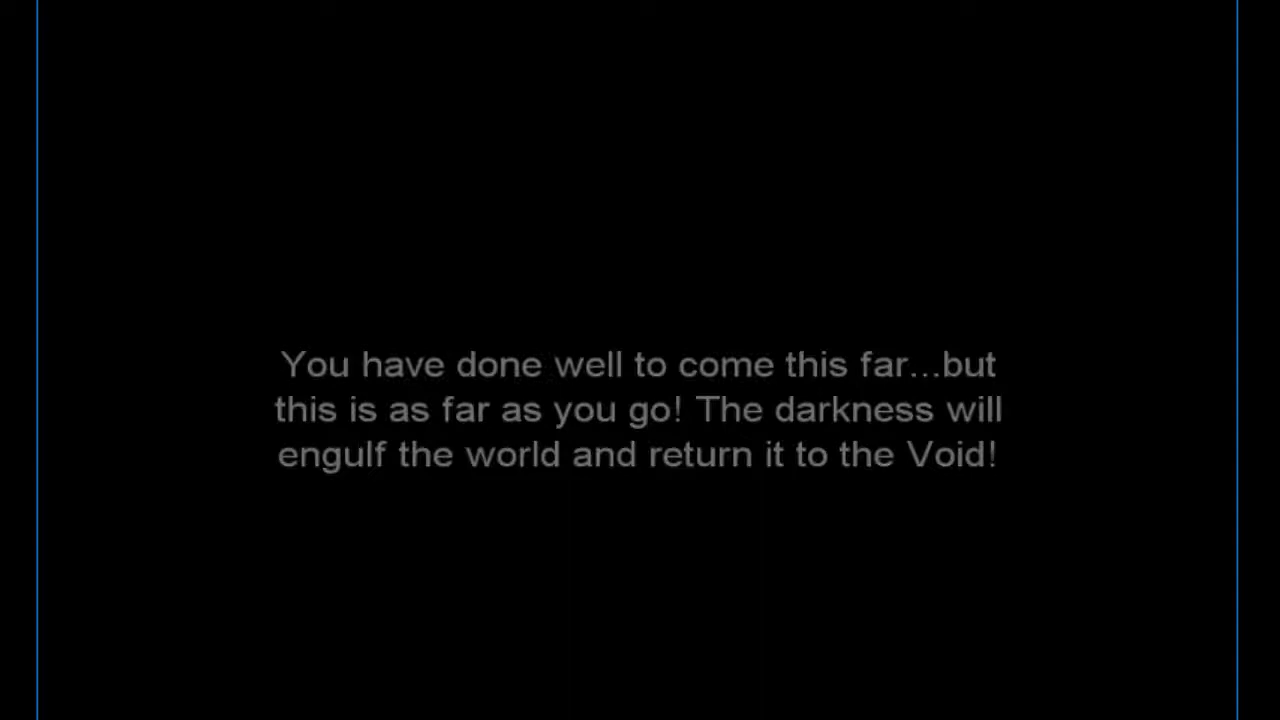 You have done well to come this far...but
this is as far as you go! The darkness will
engulf the world and return it to the Void!